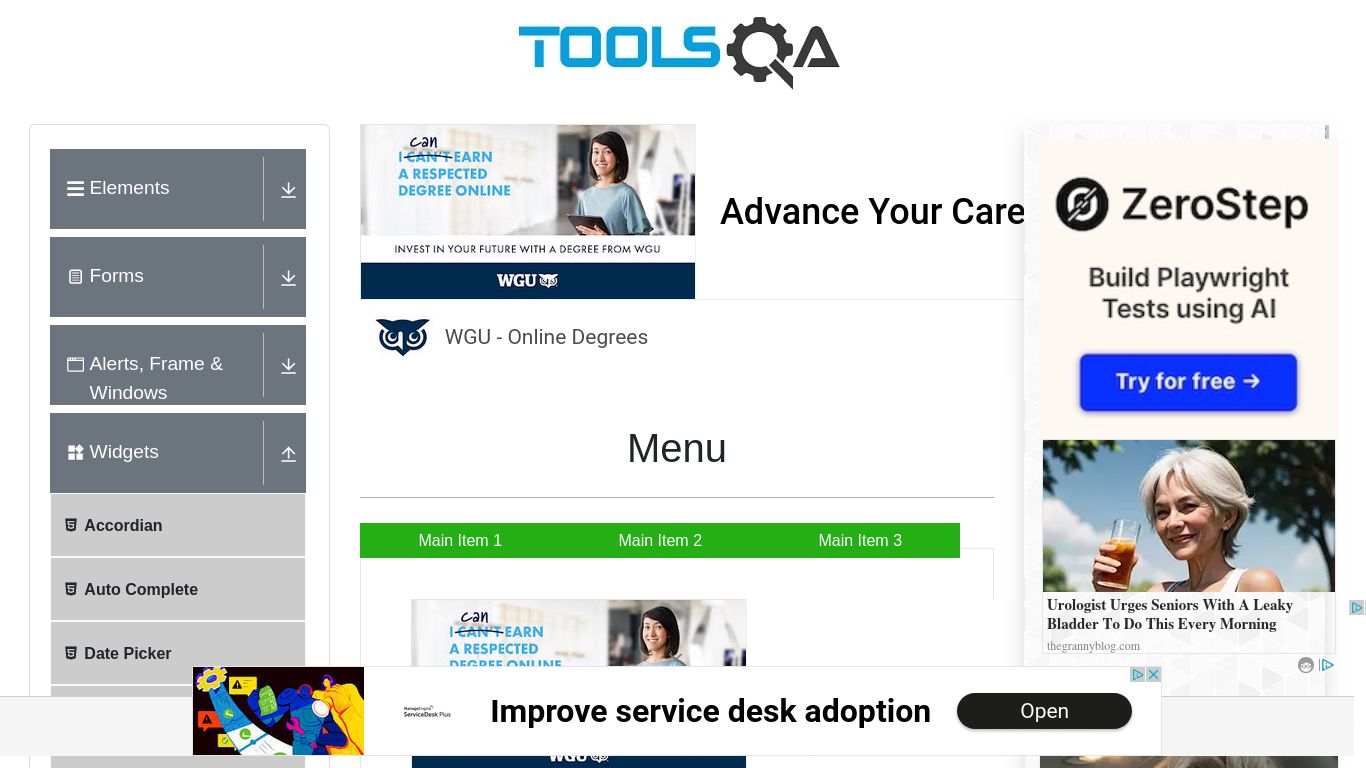 TOOLSQA
Elements
Forms
Alerts, Frame &
Windows
Widgets
Accordian
Auto Complete
Date Picker
can
I CAN'T EARN
A RESPECTED
DEGREE ONLINE
INVEST IN YOUR FUTURE WITH A DEGREE FROM WGU
WGU
Advance Your Care
WGU - Online Degrees
Menu
Main Item 1
Main Item 2
Main Item 3
can
I CAN'T EARN
A RESPECTED
DEGREE ONLINE
WGU
ZeroStep
Build Playwright
Tests using AI
Try for free →
Urologist Urges Seniors With A Leaky
Bladder To Do This Every Morning
thegrannyblog.com
ManageEngine
ServiceDesk Plus
Improve service desk adoption
Open